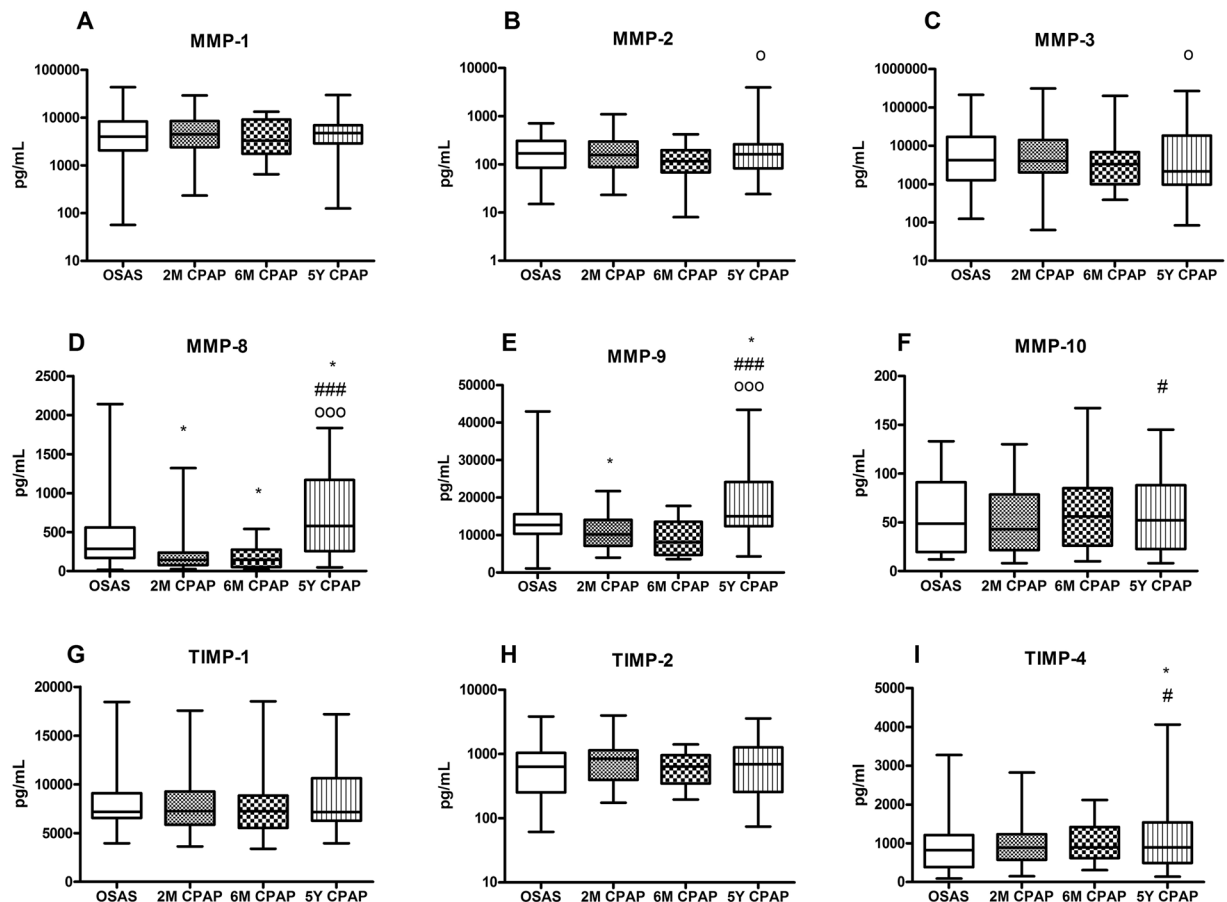 A
MMP-1
pg/mL
100000
10000
1000
100
10
OSAS 2M CPAP 6M CPAP 5Y CPAP
B
MMP-2
o
pg/mL
10000
1000
100
10
1
OSAS 2M CPAP 6M CPAP 5Y CPAP
C
MMP-3
o
pg/mL
1000000
100000
10000
1000
100
10
OSAS 2M CPAP 6M CPAP 5Y CPAP
D
MMP-8
*
###
ooo
* *
pg/mL
2500
2000
1500
1000
500
0
OSAS 2M CPAP 6M CPAP 5Y CPAP
E
MMP-9
*
###
ooo
*
pg/mL
50000
40000
30000
20000
10000
0
OSAS 2M CPAP 6M CPAP 5Y CPAP
F
MMP-10
#
pg/mL
200
150
100
50
0
OSAS 2M CPAP 6M CPAP 5Y CPAP
G
TIMP-1
pg/mL
20000
15000
10000
5000
0
OSAS 2M CPAP 6M CPAP 5Y CPAP
H
TIMP-2
pg/mL
10000
1000
100
10
OSAS 2M CPAP 6M CPAP 5Y CPAP
I
TIMP-4
*
#
pg/ml
5000
4000
3000
2000
1000
0
OSAS 2M CPAP 6M CPAP 5Y CPAP